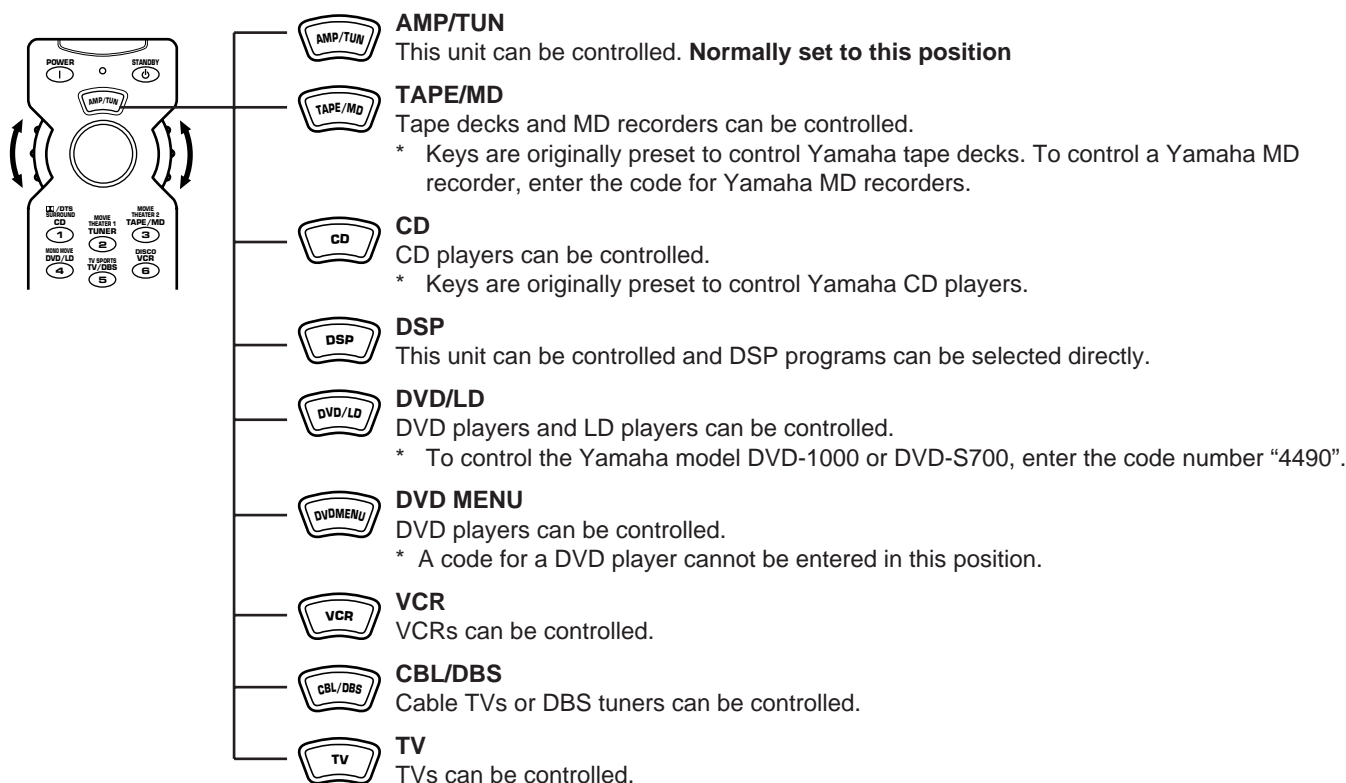 POWER
STANDBY
AMP/TUN
/DTS
SURROUND
CD
1
MOVIE
THEATER 1
TUNER
2
MOVIE
THEATER 2
TAPE/MD
3
MONO MOVIE
DVD/LD
4
TV SPORTS
TV/DBS
5
DISCO
VCR
6
AMP/TUN
AMP/TUN
This unit can be controlled. Normally set to this position
TAPE/MD
TAPE/MD
Tape decks and MD recorders can be controlled.
* Keys are originally preset to control Yamaha tape decks. To control a Yamaha MD
recorder, enter the code for Yamaha MD recorders.
CD
CD
CD players can be controlled.
* Keys are originally preset to control Yamaha CD players.
DSP
DSP
This unit can be controlled and DSP programs can be selected directly.
DVD/LD
DVD/LD
DVD players and LD players can be controlled.
* To control the Yamaha model DVD-1000 or DVD-S700, enter the code number “4490”.
DVDMENU
DVD MENU
DVD players can be controlled.
* A code for a DVD player cannot be entered in this position.
VCR
VCR
VCRs can be controlled.
CBL/DBS
CBL/DBS
Cable TVs or DBS tuners can be controlled.
TV
TV
TVs can be controlled.